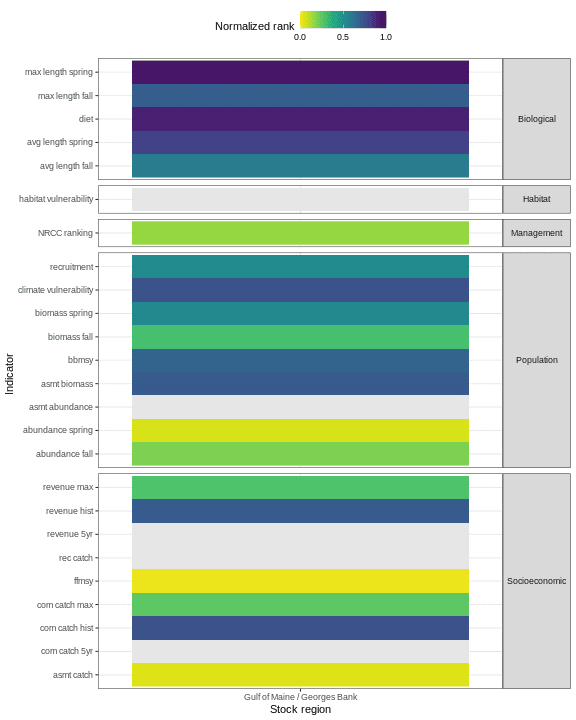 Normalized rank
0.0 0.5 1.0
max length spring
max length fall
diet
avg length spring
avg length fall
Biological
habitat vulnerability
Habitat
NRCC ranking
Management
recruitment
climate vulnerability
biomass spring
biomass fall
bbmsy
asmt biomass
asmt abundance
abundance spring
abundance fall
Population
revenue max
revenue hist
revenue 5yr
rec catch
ffmsy
com catch max
com catch hist
com catch 5yr
asmt catch
Socioeconomic
Indicator
Gulf of Maine / Georges Bank
Stock region